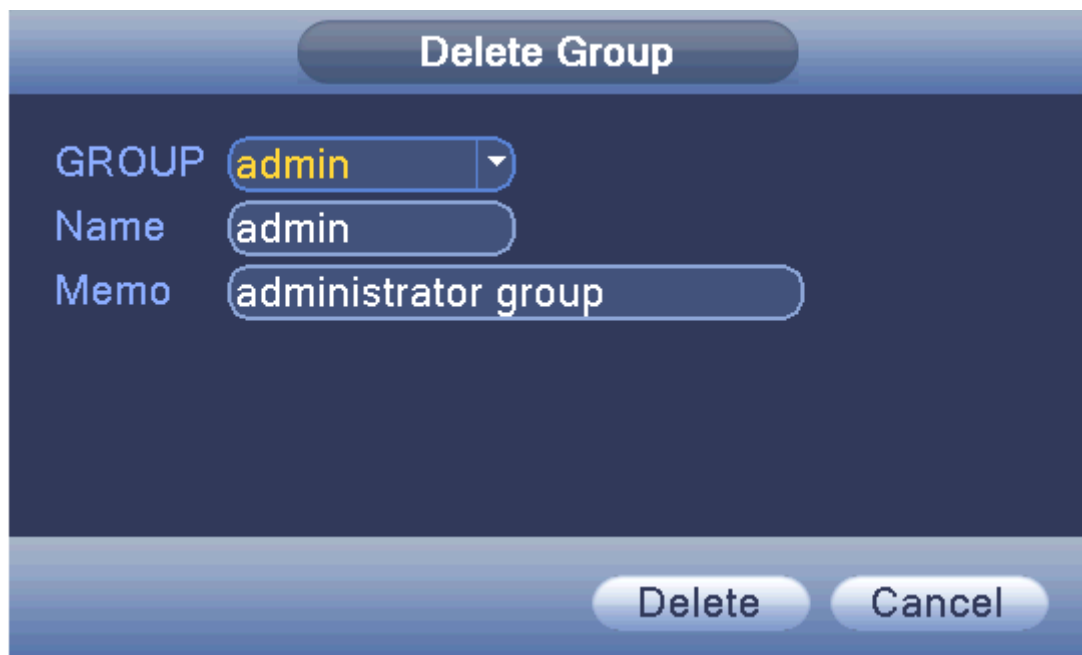 Delete Group
GROUP admin
Name admin
Memo administrator group
Delete Cancel